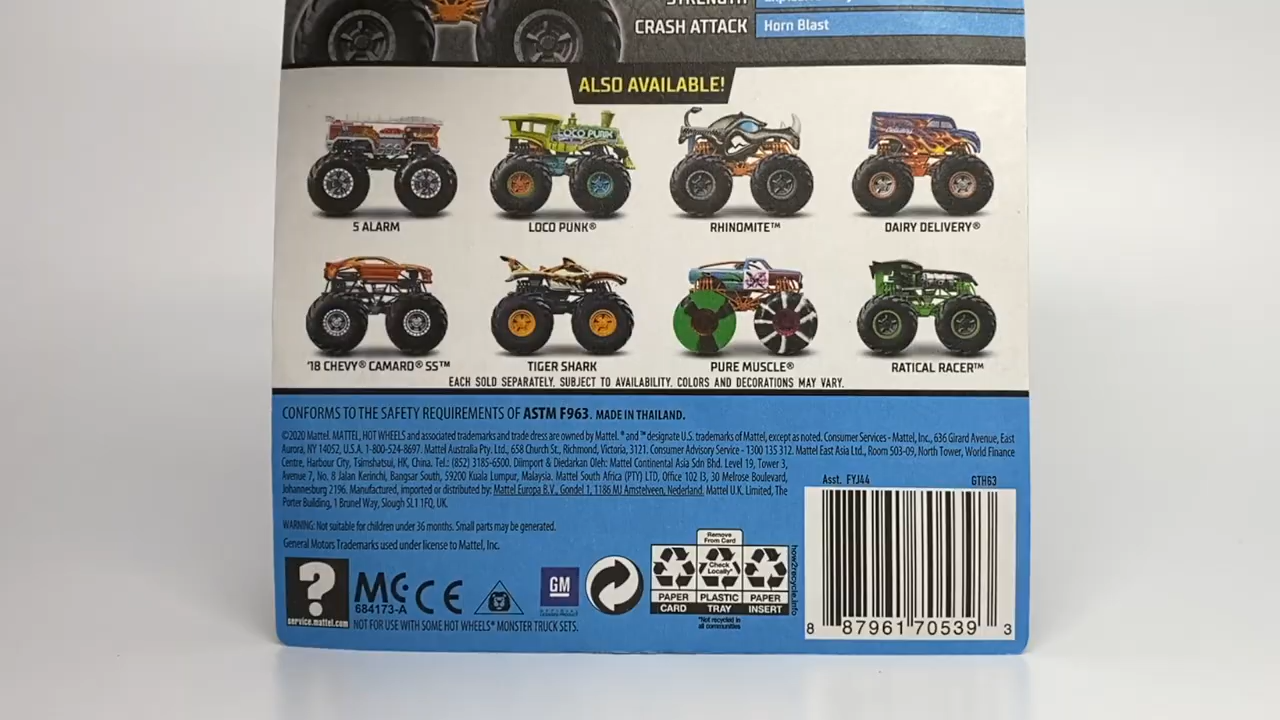 STRENGTH
CRASH ATTACK Horn Blast
ALSO AVAILABLE!
LOCO PUNK
Delivery
5 ALARM LOCO PUNK® RHINOMITE™ DAIRY DELIVERY®
'18 CHEVY® CAMARO® SS™ TIGER SHARK PURE MUSCLE® RATICAL RACER™
EACH SOLD SEPARATELY. SUBJECT TO AVAILABILITY. COLORS AND DECORATIONS MAY VARY.
CONFORMS TO THE SAFETY REQUIREMENTS OF ASTM F963. MADE IN THAILAND.
©2020 Mattel. MATTEL, HOT WHEELS and associated trademarks and trade dress are owned by Mattel. ® and ™ designate U.S. trademarks of Mattel, except as noted. Consumer Services - Mattel, Inc., 636 Girard Avenue, East
Aurora, NY 14052, U.S.A. 1-800-524-8697. Mattel Australia Pty. Ltd., 658 Church St., Richmond, Victoria, 3121. Consumer Advisory Service - 1300 135 312. Mattel East Asia Ltd., Room 503-09, North Tower, World Finance
Centre, Harbour City, Tsimshatsui, HK, China. Tel.: (852) 3185-6500. Diimport & Diedarkan Oleh: Mattel Continental Asia Sdn Bhd. Level 19, Tower 3,
Avenue 7, No. 8 Jalan Kerinchi, Bangsar South, 59200 Kuala Lumpur, Malaysia. Mattel South Africa (PTY) LTD, Office 102 I3, 30 Melrose Boulevard,
Johannesburg 2196. Manufactured, imported or distributed by: Mattel Europa B.V., Gondel 1, 1186 MJ Amstelveen, Nederland. Mattel U.K. Limited, The
Porter Building, 1 Brunel Way, Slough SL1 1FQ, UK.
Asst. FYJ44 GTH63
WARNING: Not suitable for children under 36 months. Small parts may be generated.
General Motors Trademarks used under license to Mattel, Inc.
?
service.mattel.com
MC CE
684173-A
GM
OFFICIAL LICENSED PRODUCT
NOT FOR USE WITH SOME HOT WHEELS® MONSTER TRUCK SETS.
Remove
From Card
Check
Locally*
PAPER PLASTIC PAPER
CARD TRAY INSERT
*Not recycled in
all communities
how2recycle.info
8 87961 70539 3